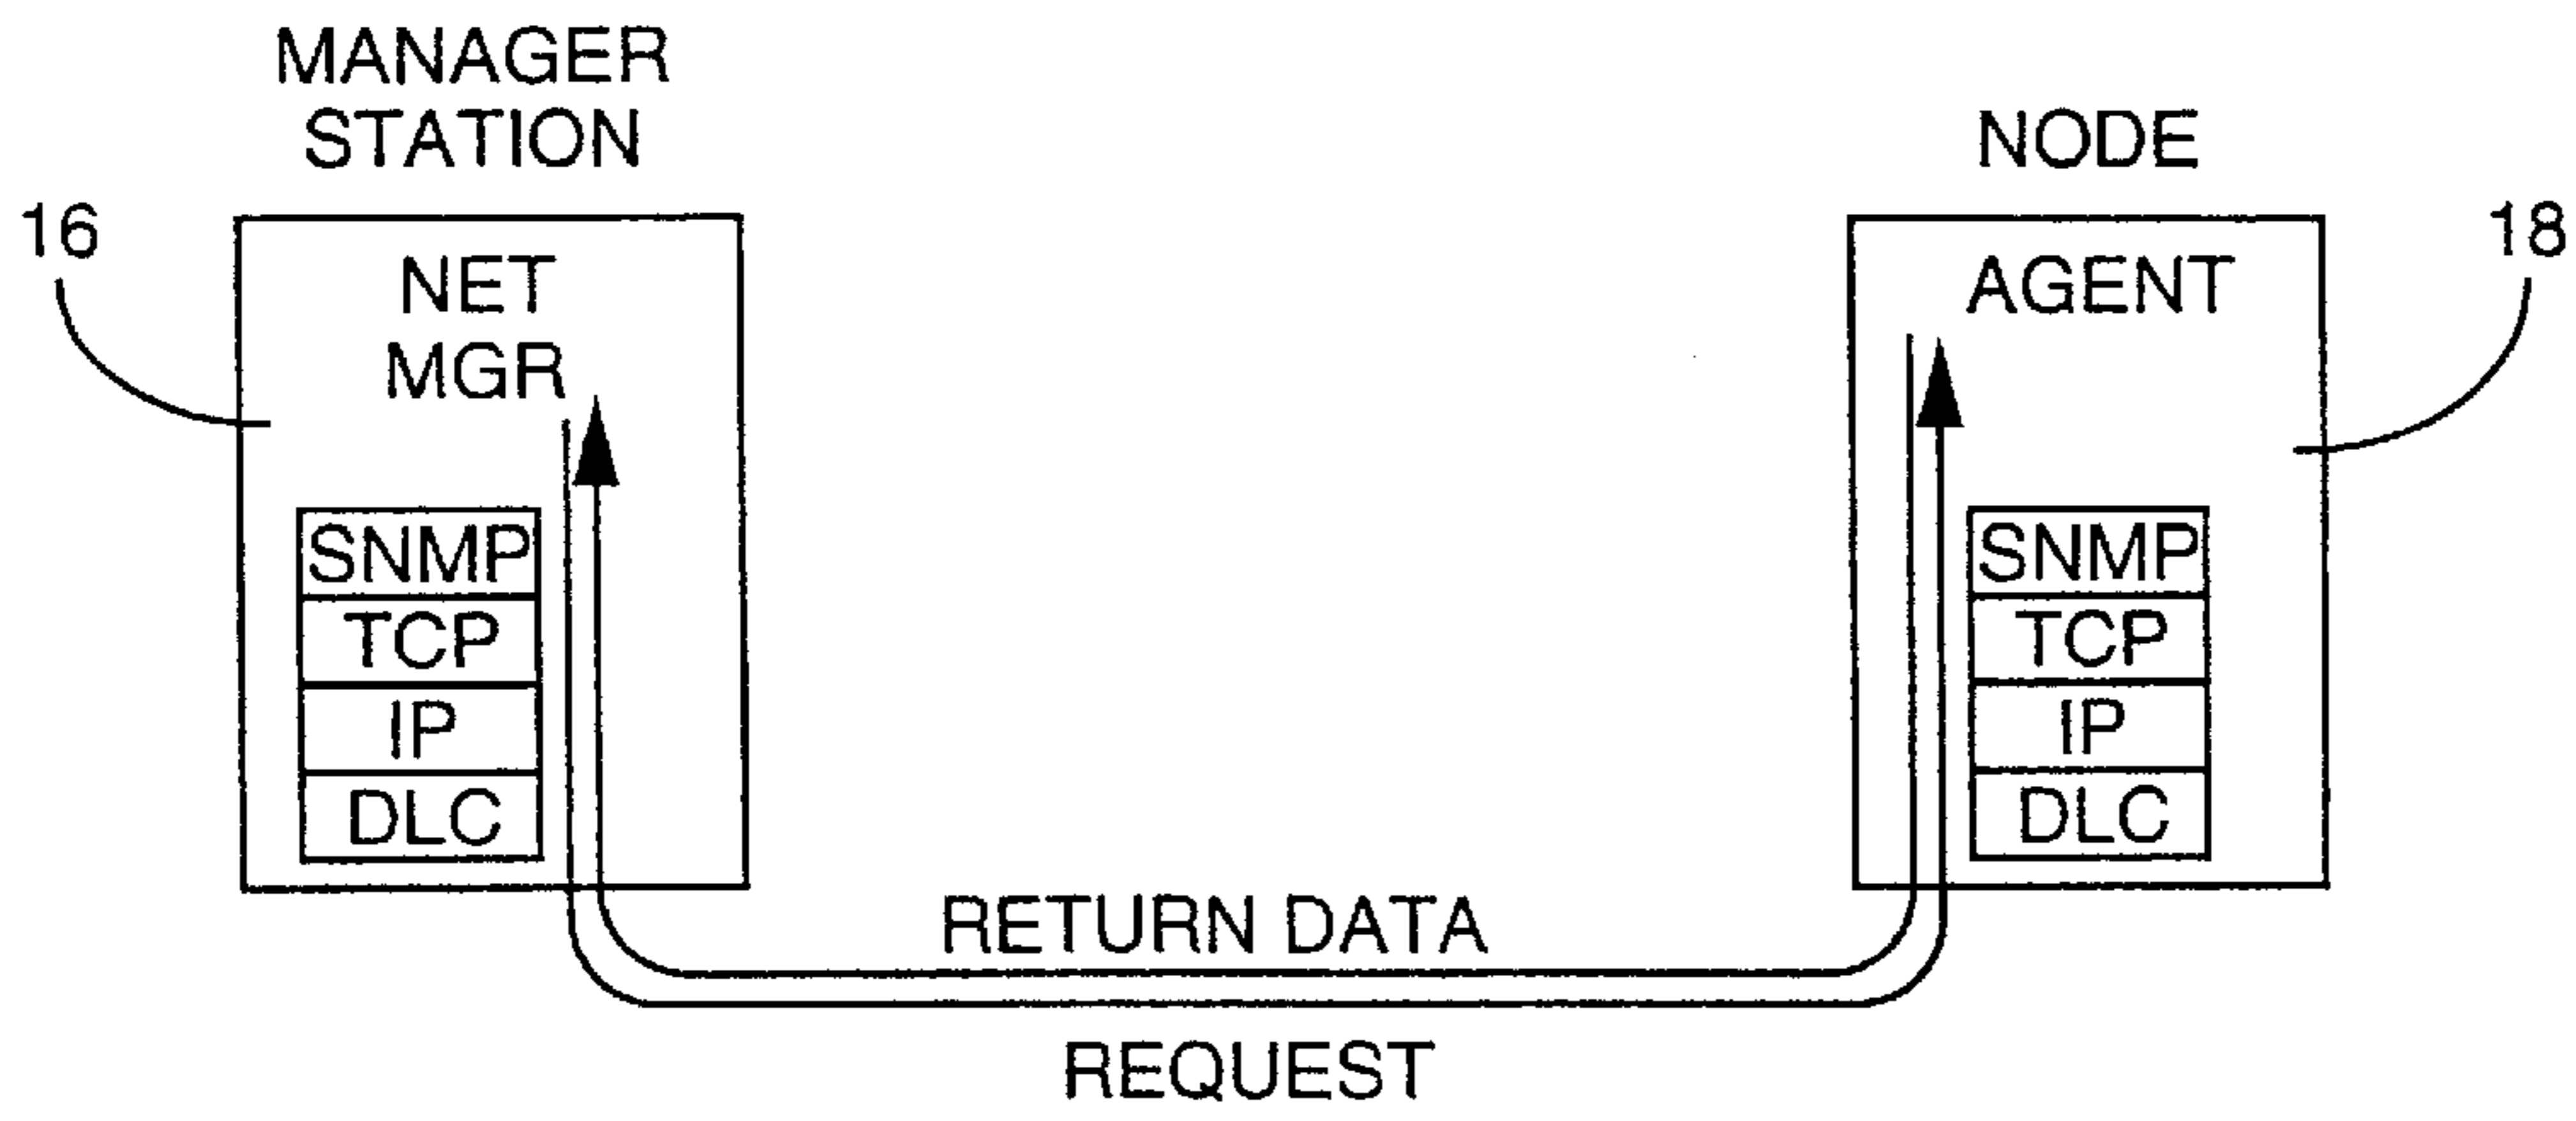 MANAGER
STATION
NODE
16
18
NET
MGR
AGENT
SNMP
TCP
IP
DLC
SNMP
TCP
IP
DLC
RETURN DATA
REQUEST